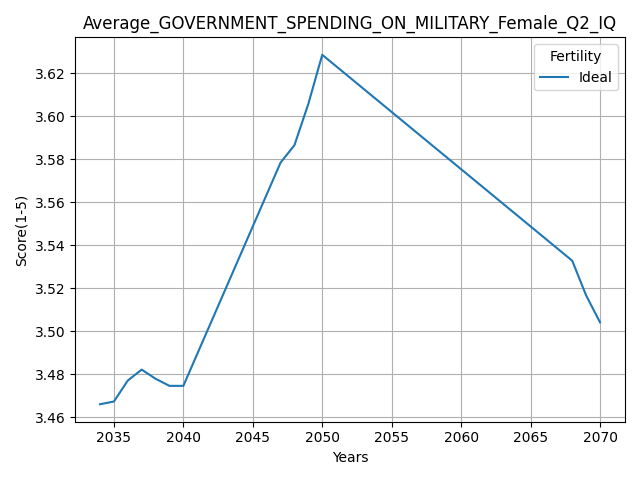 Average_GOVERNMENT_SPENDING_ON_MILITARY_Female_Q2_IQ
Fertility
Ideal
Score(1-5)
3.62
3.60
3.58
3.56
3.54
3.52
3.50
3.48
3.46
2035 2040 2045 2050 2055 2060 2065 2070
Years